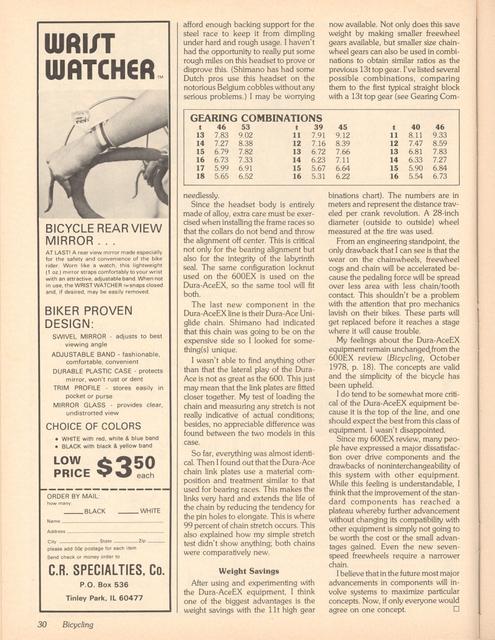 WRIST
WATCHER™
BICYCLE REAR VIEW
MIRROR . . .
AT LAST! A rear view mirror made especially
for the safety and convenience of the bike
rider. Worn like a watch, this lightweight
(1 oz.) mirror straps comfortably to your wrist
with an attractive, adjustable band. When not
in use, the WRIST WATCHER™ snaps closed
and, if desired, may be easily removed.
BIKER PROVEN
DESIGN:
SWIVEL MIRROR - adjusts to best
viewing angle
ADJUSTABLE BAND - fashionable,
comfortable, convenient
DURABLE PLASTIC CASE - protects
mirror, won't rust or dent
TRIM PROFILE - stores easily in
pocket or purse
MIRROR GLASS - provides clear,
undistrorted view
CHOICE OF COLORS
• WHITE with red, white & blue band
• BLACK with black & yellow band
LOW
PRICE $3.50
each
ORDER BY MAIL:
how many:
____ BLACK ____ WHITE
Name
Address
City State Zip
please add 50¢ postage for each item
Send check or money order to
C.R. SPECIALTIES, Co.
P.O. Box 536
Tinley Park, IL 60477
afford enough backing support for the
steel race to keep it from dimpling
under hard and rough usage. I haven't
had the opportunity to really put some
rough miles on this headset to prove or
disprove this. (Shimano has had some
Dutch pros use this headset on the
notorious Belgium cobbles without any
serious problems.) I may be worrying
now available. Not only does this save
weight by making smaller freewheel
gears available, but smaller size chain-
wheel gears can also be used in combi-
nations to obtain similar ratios as the
previous 13t top gear. I've listed several
possible combinations, comparing
them to the first typical straight block
with a 13t top gear (see Gearing Com-
GEARING COMBINATIONS
t 46 53 t 39 45 t 40 46
13 7.83 9.02 11 7.91 9.12 11 8.11 9.33
14 7.27 8.38 12 7.16 8.39 12 7.47 8.59
15 6.79 7.82 13 6.72 7.66 13 6.81 7.83
16 6.73 7.33 14 6.23 7.11 14 6.33 7.27
17 5.99 6.91 15 5.67 6.64 15 5.90 6.84
18 5.65 6.52 16 5.31 6.22 16 5.54 6.73
needlessly.
Since the headset body is entirely
made of alloy, extra care must be exer-
cised when installing the frame races so
that the collars do not bend and throw
the alignment off center. This is critical
not only for the bearing alignment but
also for the integrity of the labyrinth
seal. The same configuration locknut
used on the 600EX is used on the
Dura-AceEX, so the same tool will fit
both.
The last new component in the
Dura-AceEX line is their Dura-Ace Uni-
glide chain. Shimano had indicated
that this chain was going to be on the
expensive side so I looked for some-
thing(s) unique.
I wasn't able to find anything other
than that the lateral play of the Dura-
Ace is not as great as the 600. This just
may mean that the link plates are fitted
closer together. My test of loading the
chain and measuring any stretch is not
really indicative of actual conditions;
besides, no appreciable difference was
found between the two models in this
case.
So far, everything was almost identi-
cal. Then I found out that the Dura-Ace
chain link plates use a material com-
position and treatment similar to that
used for bearing races. This makes the
links very hard and extends the life of
the chain by reducing the tendency for
the pin holes to elongate. This is where
99 percent of chain stretch occurs. This
also explained how my simple stretch
test didn't show anything; both chains
were comparatively new.
Weight Savings
After using and experimenting with
the Dura-AceEX equipment, I think
one of the biggest advantages is the
weight savings with the 11t high gear
binations chart). The numbers are in
meters and represent the distance trav-
eled per crank revolution. A 28-inch
diameter (outside to outside) wheel
measured at the tire was used.
From an engineering standpoint, the
only drawback that I can see is that the
wear on the chainwheels, freewheel
cogs and chain will be accelerated be-
cause the pedaling force will be spread
over less area with less chain/tooth
contact. This shouldn't be a problem
with the attention that pro mechanics
lavish on their bikes. These parts will
get replaced before it reaches a stage
where it will cause trouble.
My feelings about the Dura-AceEX
equipment remain unchanged from the
600EX review (Bicycling, October
1978, p. 18). The concepts are valid
and the simplicity of the bicycle has
been upheld.
I do tend to be somewhat more criti-
cal of the Dura-AceEX equipment be-
cause it is the top of the line, and one
should expect the best from this class of
equipment. I wasn't disappointed.
Since my 600EX review, many peo-
ple have expressed a major dissatisfac-
tion over drive components and the
drawbacks of noninterchangeability of
this system with other equipment.
While this feeling is understandable, I
think that the improvement of the stan-
dard components has reached a
plateau whereby further advancement
without changing its compatibility with
other equipment is simply not going to
be worth the cost or the small advan-
tages gained. Even the new seven-
speed freewheels require a narrower
chain.
I believe that in the future most major
advancements in components will in-
volve systems to maximize particular
concepts. Now, if only everyone would
agree on one concept. □
30 Bicycling